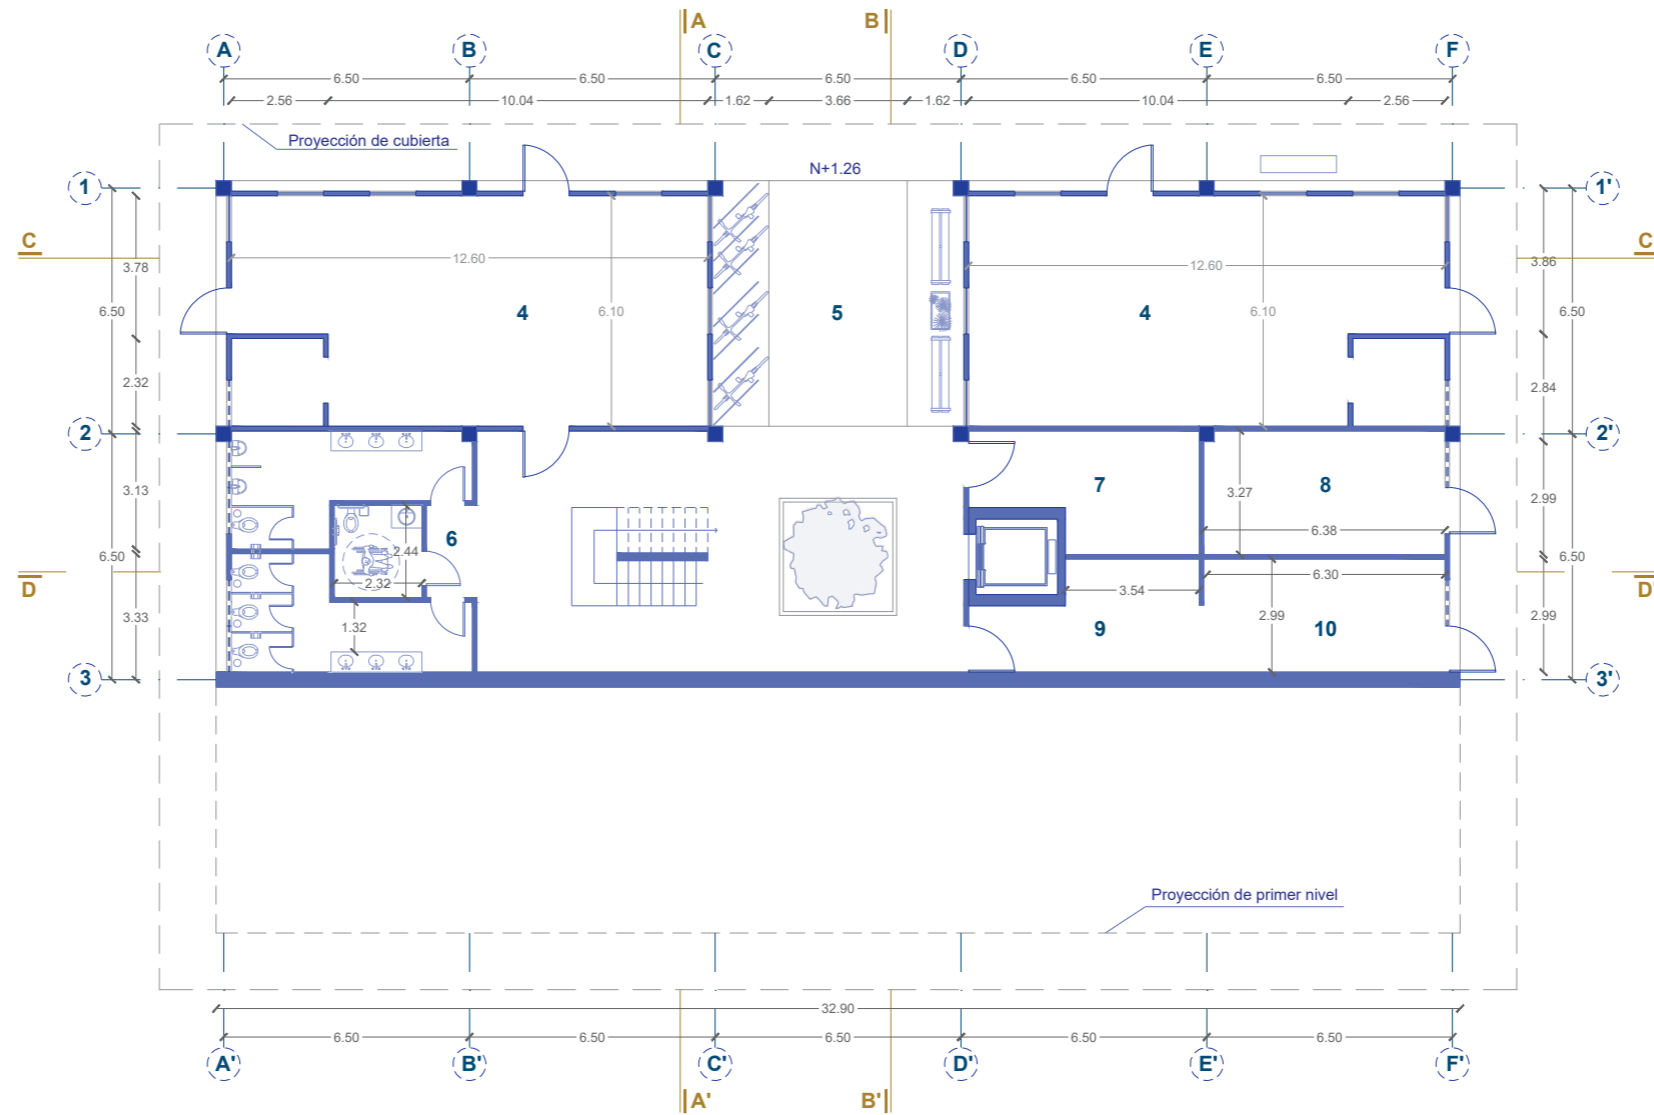 A B
A B C D E F
6.50 6.50 6.50 6.50 6.50
2.56 10.04 1.62 3.66 1.62 10.04 2.56
Proyección de cubierta
N+1.26
1 1'
C C
3.78 12.60 12.60 3.86
6.50 4 6.10 5 4 6.10 6.50
2.32 2.84
2 2'
3.13 7 3.27 8 2.99
6 6.38
6.50 2.44 6.50
D 2.32 3.54 6.30 D'
3.33 1.32 9 2.99 10 2.99
3 3'
Proyección de primer nivel
32.90
6.50 6.50 6.50 6.50 6.50
A' B' C' D' E' F'
A' B'